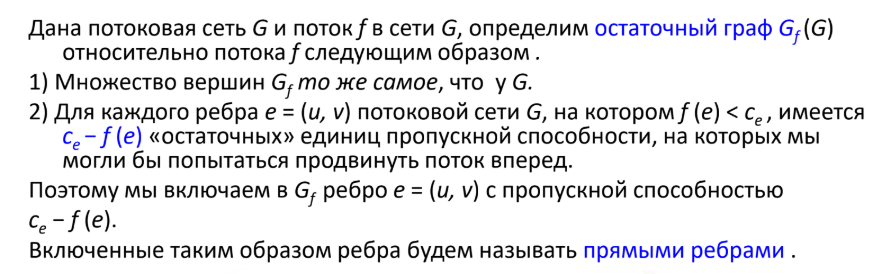 Дана потоковая сеть G и поток f в сети G, определим остаточный граф G_f (G)
относительно потока f следующим образом .
1) Множество вершин G_f то же самое, что у G.
2) Для каждого ребра e = (u, v) потоковой сети G, на котором f (e) < c_e , имеется
c_e − f (e) «остаточных» единиц пропускной способности, на которых мы
могли бы попытаться продвинуть поток вперед.
Поэтому мы включаем в G_f ребро e = (u, v) с пропускной способностью
c_e − f (e).
Включенные таким образом ребра будем называть прямыми ребрами .